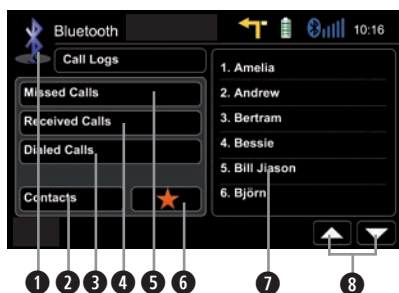 Bluetooth
10:16
Call Logs
Missed Calls
Received Calls
Dialed Calls
Contacts
1. Amelia
2. Andrew
3. Bertram
4. Bessie
5. Bill Jiason
6. Björn
1 2 3 4 5 6 7 8